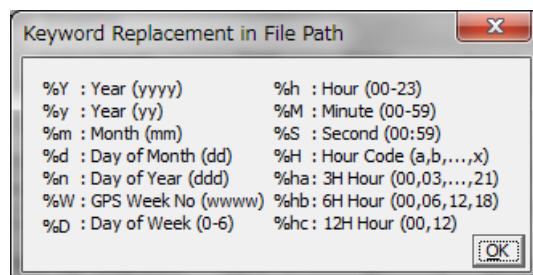 Keyword Replacement in File Path
%Y : Year (yyyy)
%y : Year (yy)
%m : Month (mm)
%d : Day of Month (dd)
%n : Day of Year (ddd)
%W : GPS Week No (wwww)
%D : Day of Week (0-6)
%h : Hour (00-23)
%M : Minute (00-59)
%S : Second (00:59)
%H : Hour Code (a,b,...,x)
%ha : 3H Hour (00,03,...,21)
%hb : 6H Hour (00,06,12,18)
%hc : 12H Hour (00,12)
OK